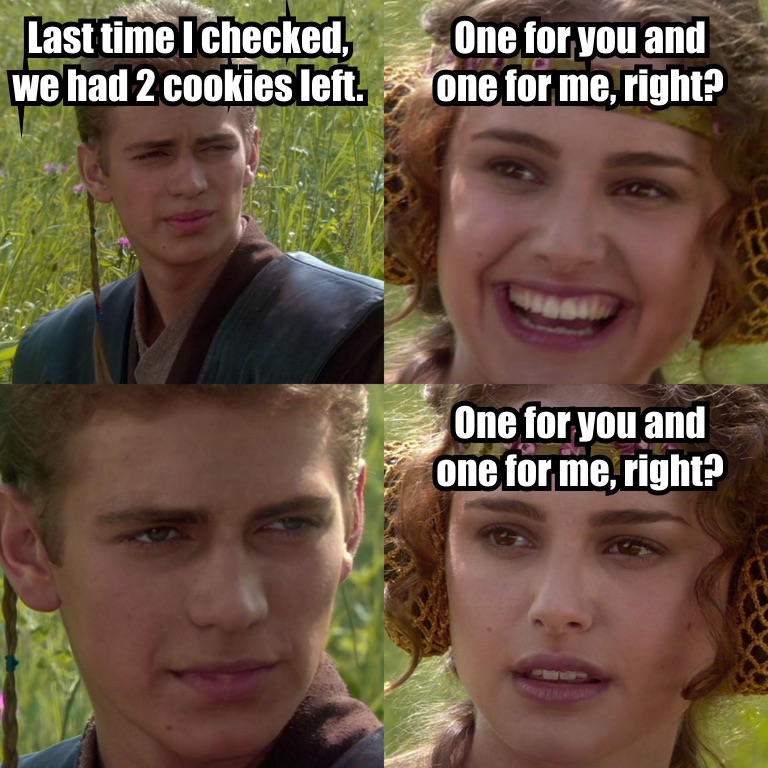 Last time I checked,
we had 2 cookies left.
One for you and
one for me, right?
One for you and
one for me, right?